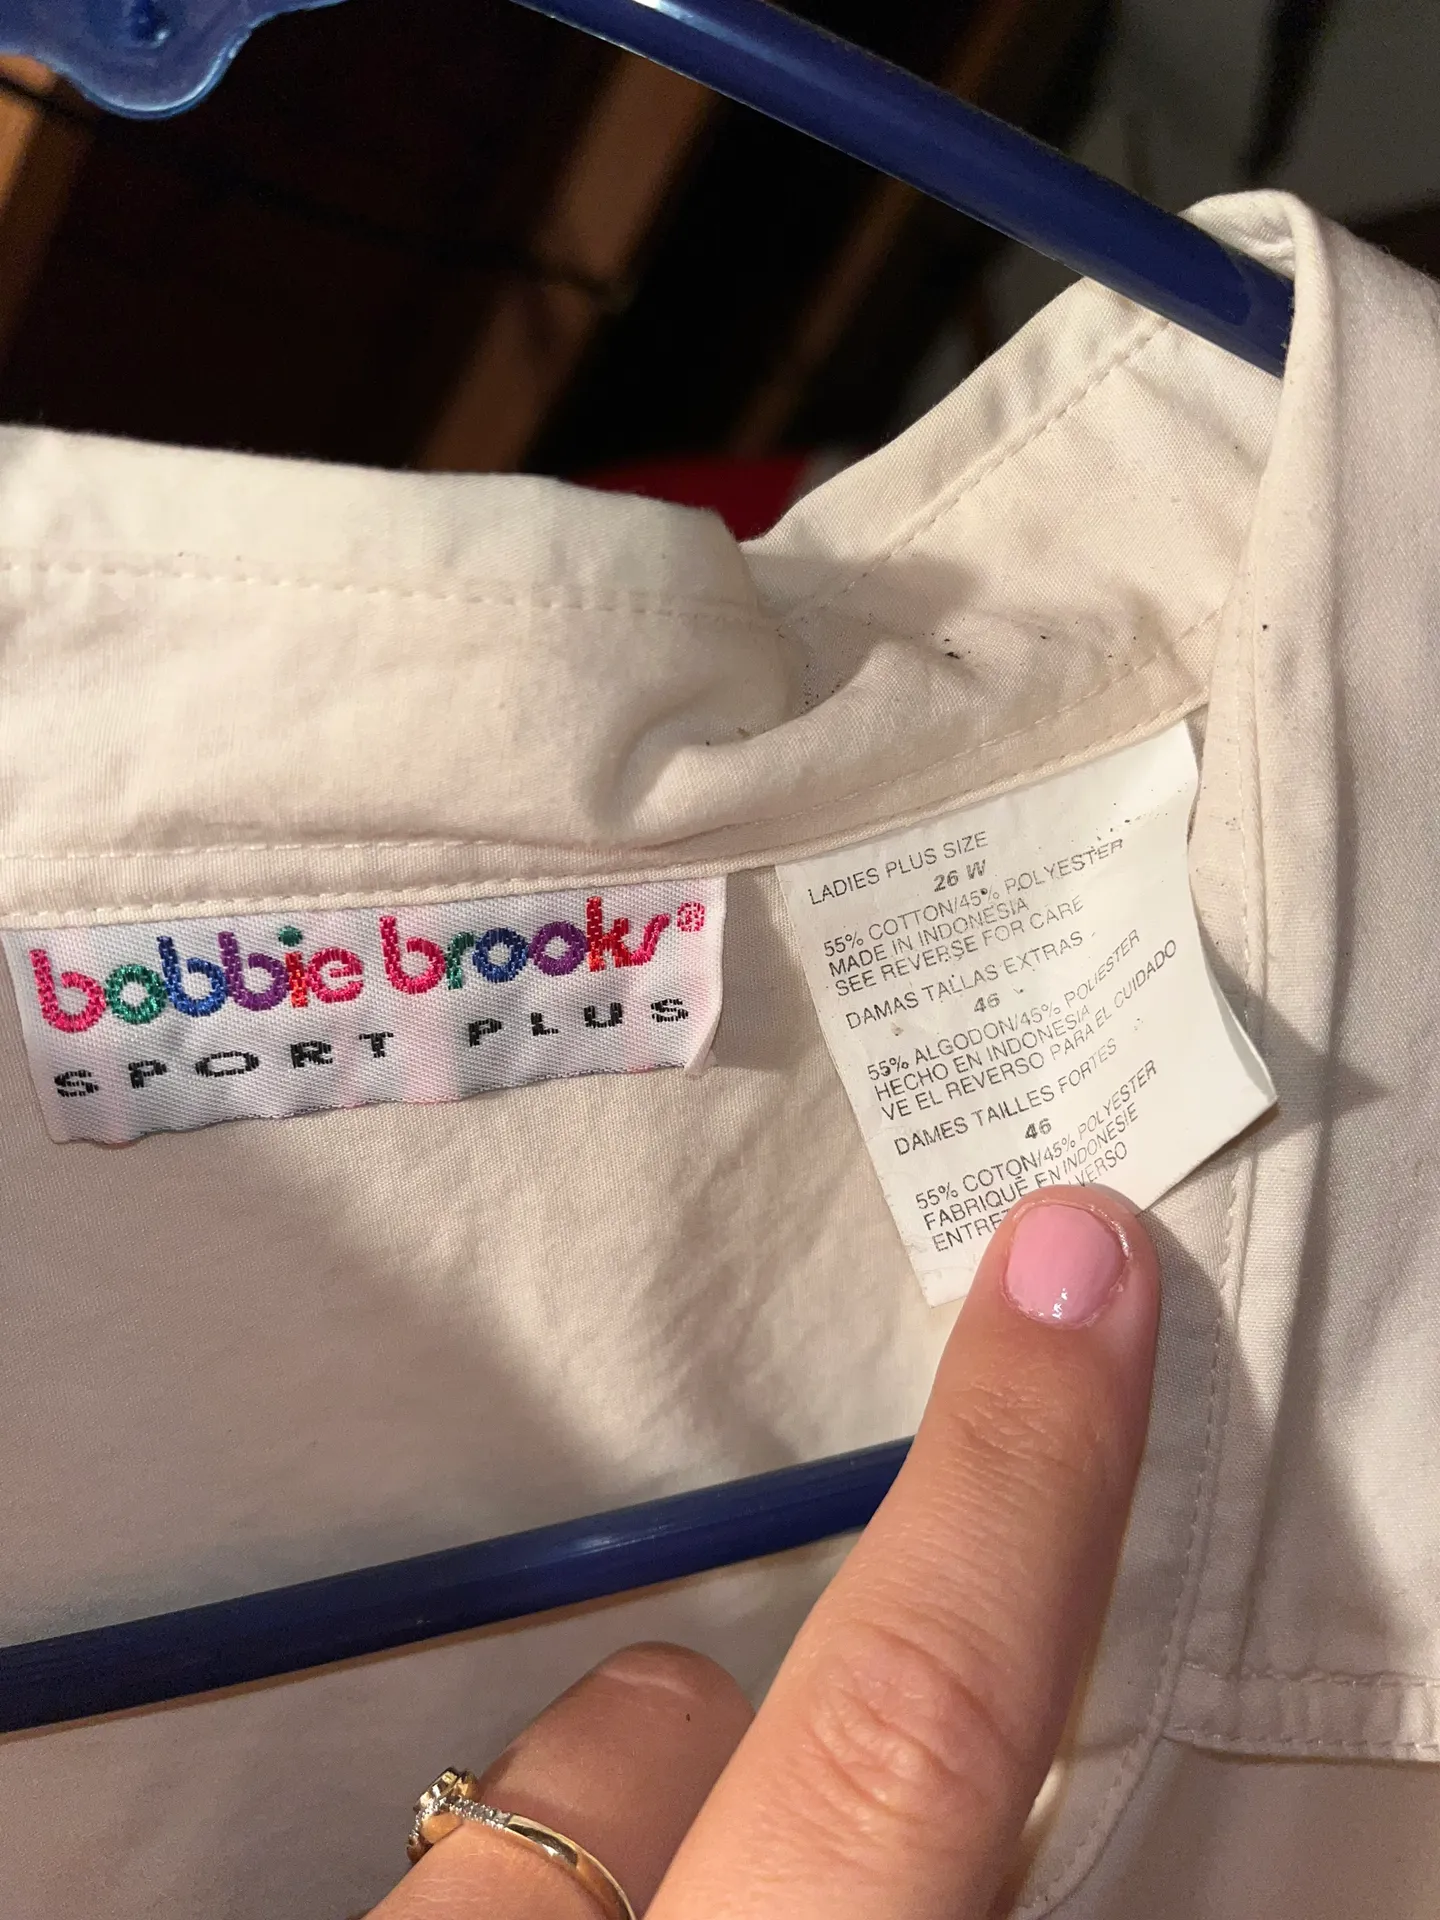 bobbie brooks®
SPORT PLUS
LADIES PLUS SIZE
26 W
55% COTTON/45% POLYESTER
MADE IN INDONESIA
SEE REVERSE FOR CARE
DAMAS TALLAS EXTRAS
46
55% ALGODON/45% POLIESTER
HECHO EN INDONESIA
VE EL REVERSO PARA EL CUIDADO
DAMES TAILLES FORTES
46
55% COTON/45% POLYESTER
FABRIQUÉ EN INDONESIE
VERSO